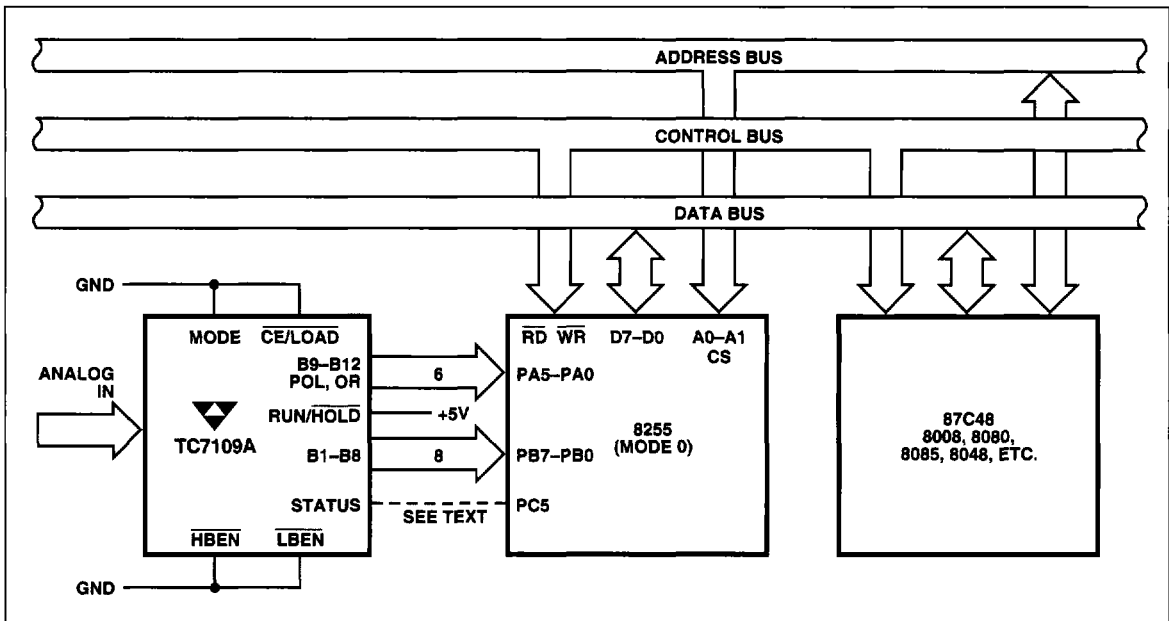 ADDRESS BUS
CONTROL BUS
DATA BUS
GND
MODE CE/LOAD
ANALOG
IN
B9–B12
POL, OR
6
RUN/HOLD
+5V
TC7109A
B1–B8
8
STATUS
SEE TEXT
HBEN LBEN
GND
RD WR D7–D0 A0–A1
CS
PA5–PA0
8255
(MODE 0)
PB7–PB0
PC5
87C48
8008, 8080,
8085, 8048, ETC.